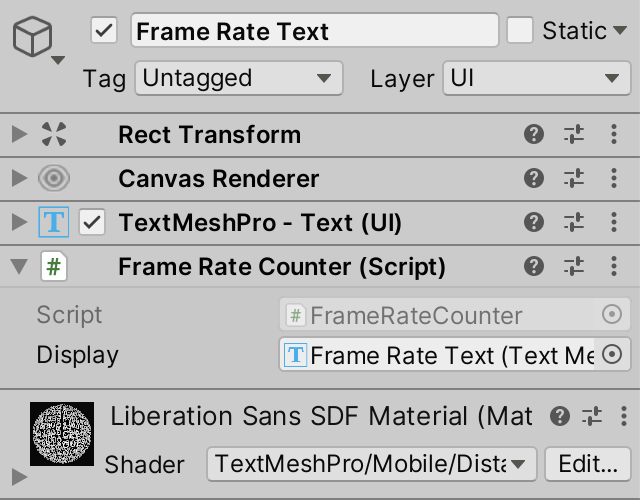 Frame Rate Text
Static
Tag Untagged Layer UI
Rect Transform
Canvas Renderer
TextMeshPro - Text (UI)
# Frame Rate Counter (Script)
Script # FrameRateCounter
Display T Frame Rate Text (Text Me
Liberation Sans SDF Material (Mat
Shader TextMeshPro/Mobile/Dista Edit...